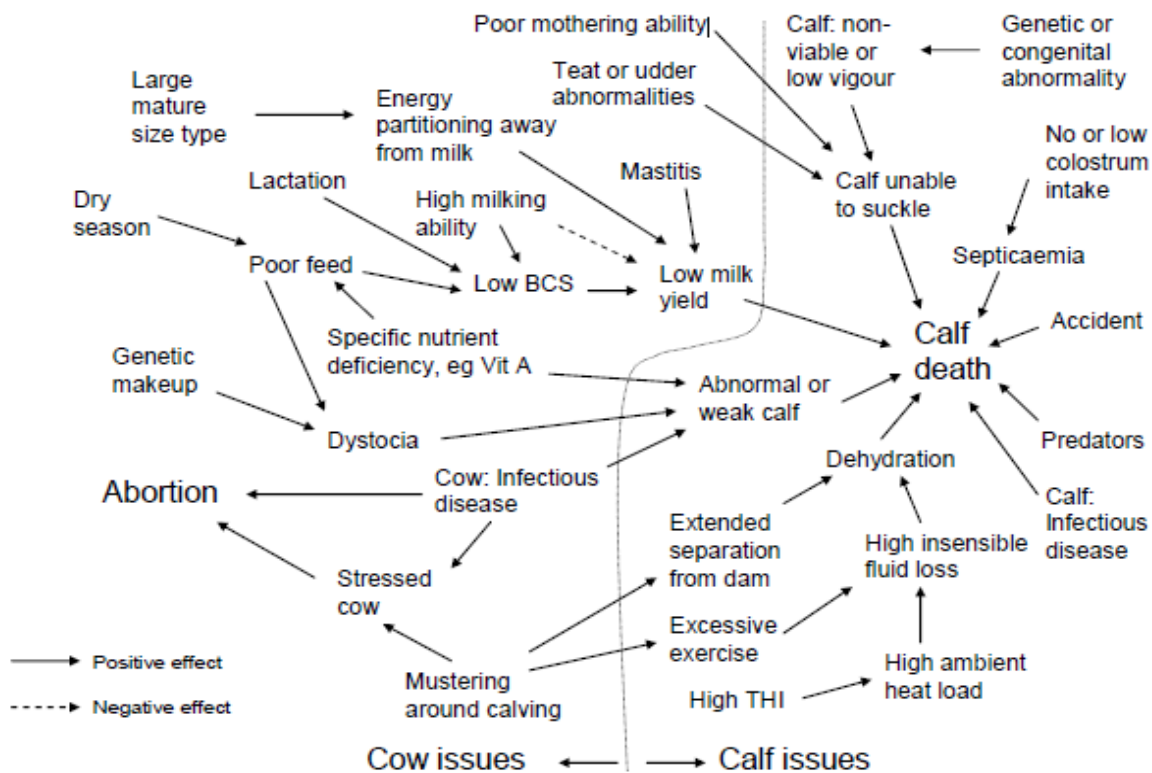 Poor mothering ability
Calf: non-
viable or
low vigour
Genetic or
congenital
abnormality
Large
mature
size type
Energy
partitioning away
from milk
Teat or udder
abnormalities
No or low
colostrum
intake
Lactation
High milking
ability
Mastitis
Calf unable
to suckle
Dry
season
Poor feed
Low BCS
Low milk
yield
Septicaemia
Specific nutrient
deficiency, eg Vit A
Calf
death
Accident
Genetic
makeup
Abnormal or
weak calf
Dystocia
Predators
Dehydration
Abortion
Cow: Infectious
disease
Calf:
Infectious
disease
Extended
separation
from dam
High insensible
fluid loss
Stressed
cow
Excessive
exercise
Positive effect
Mustering
around calving
High THI
High ambient
heat load
Negative effect
Cow issues
Calf issues